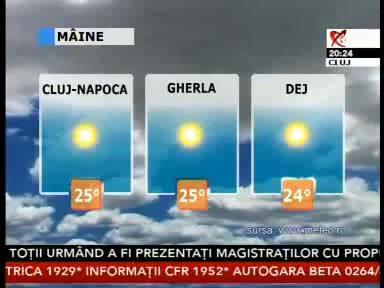 MÂINE
20:24
CLUJ
CLUJ-NAPOCA
GHERLA
DEJ
25°
25°
24°
sursa: www.meteo.ro
TOȚII URMÂND A FI PREZENTAȚI MAGISTRAȚILOR CU PROP
TRICA 1929* INFORMAȚII CFR 1952* AUTOGARA BETA 0264/